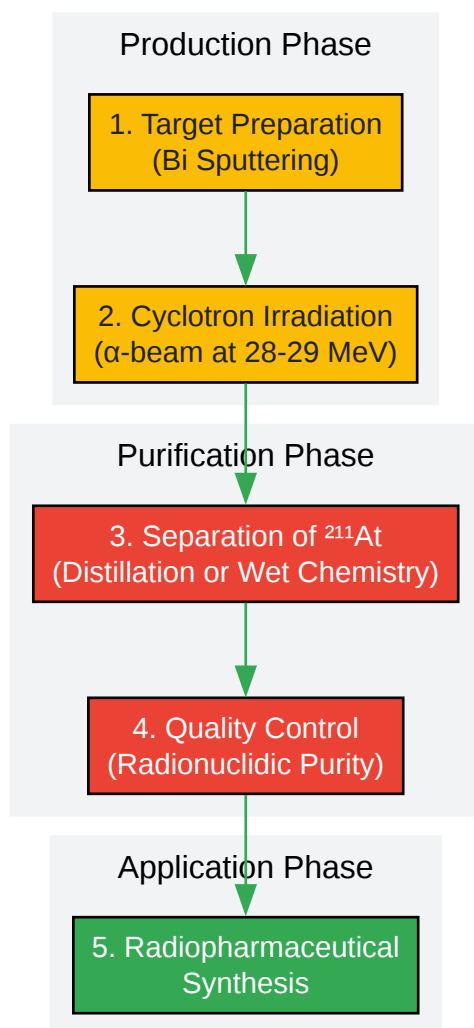 Production Phase
1. Target Preparation
(Bi Sputtering)
2. Cyclotron Irradiation
(α-beam at 28-29 MeV)
Purification Phase
3. Separation of ²¹¹At
(Distillation or Wet Chemistry)
4. Quality Control
(Radionuclidic Purity)
Application Phase
5. Radiopharmaceutical
Synthesis